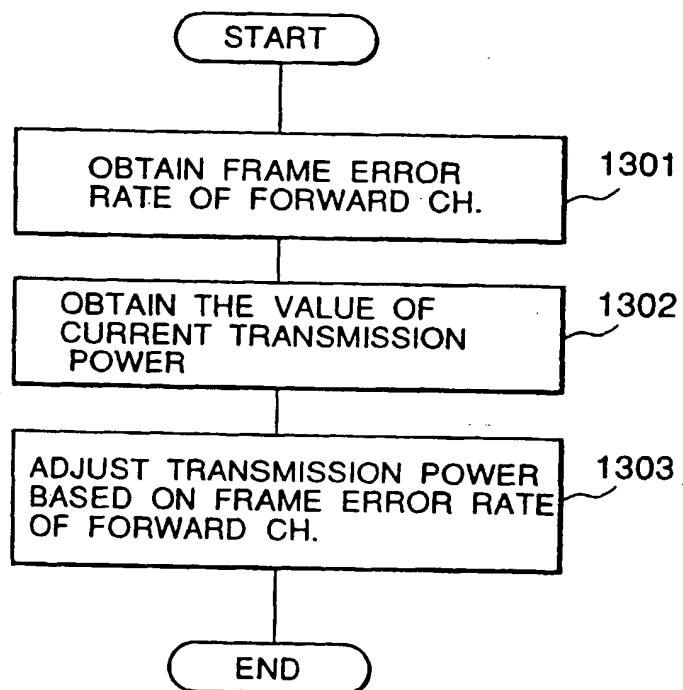 START
OBTAIN FRAME ERROR
RATE OF FORWARD CH.
1301
OBTAIN THE VALUE OF
CURRENT TRANSMISSION
POWER
1302
ADJUST TRANSMISSION POWER
BASED ON FRAME ERROR RATE
OF FORWARD CH.
1303
END